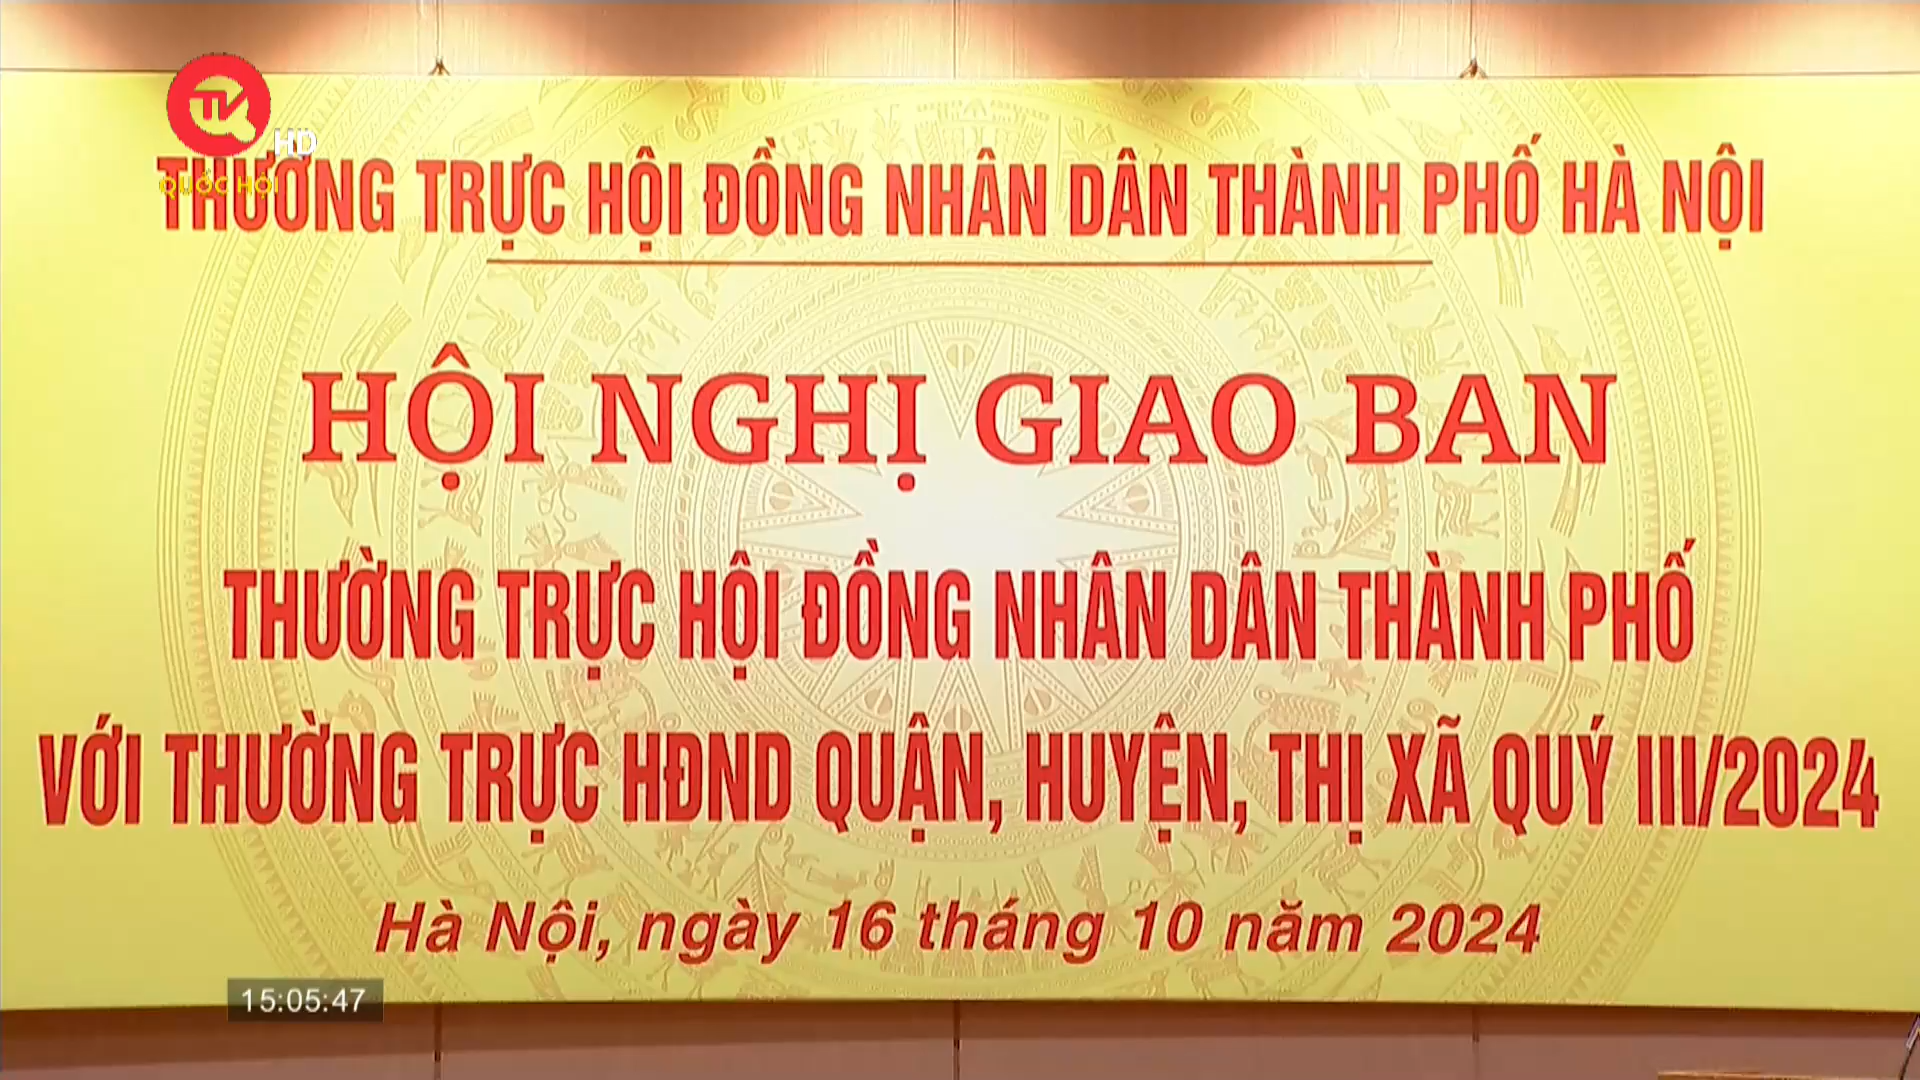 TV
HD
QUỐC HỘI
THƯỜNG TRỰC HỘI ĐỒNG NHÂN DÂN THÀNH PHỐ HÀ NỘI
HỘI NGHỊ GIAO BAN
THƯỜNG TRỰC HỘI ĐỒNG NHÂN DÂN THÀNH PHỐ
VỚI THƯỜNG TRỰC HĐND QUẬN, HUYỆN, THỊ XÃ QUÝ III/2024
Hà Nội, ngày 16 tháng 10 năm 2024
15:05:47